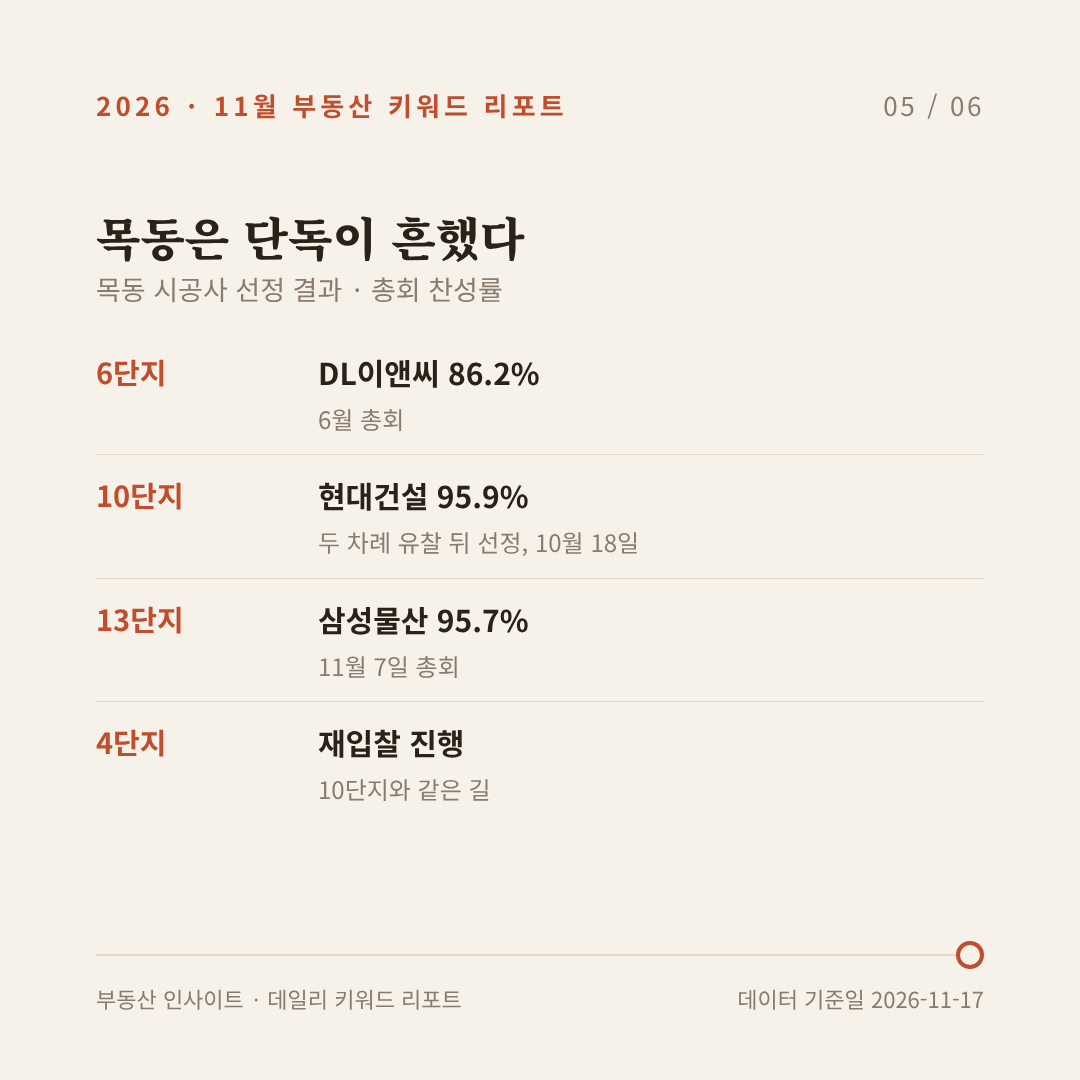 2026 · 11월 부동산 키워드 리포트
05 / 06
목동은 단독이 흔했다
목동 시공사 선정 결과 · 총회 찬성률
6단지
DL이앤씨 86.2%
6월 총회
10단지
현대건설 95.9%
두 차례 유찰 뒤 선정, 10월 18일
13단지
삼성물산 95.7%
11월 7일 총회
4단지
재입찰 진행
10단지와 같은 길
부동산 인사이트 · 데일리 키워드 리포트
데이터 기준일 2026-11-17